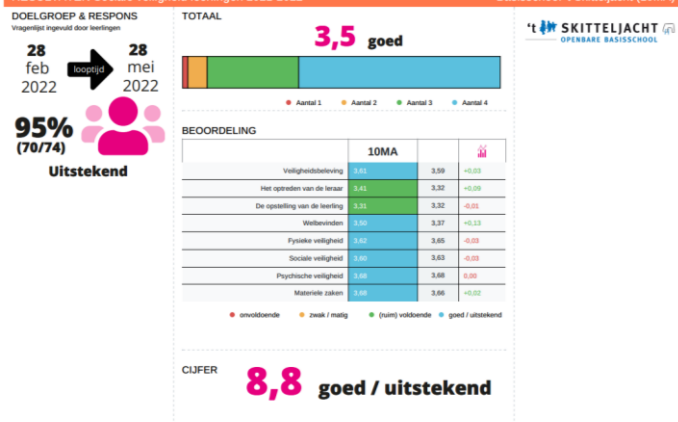 DOELGROEP & RESPONS
Vragenlijst ingevuld door leerlingen
28
feb
2022
looptijd
28
mei
2022
95%
(70/74)
Uitstekend
TOTAAL
3,5 goed
Aantal 1 Aantal 2 Aantal 3 Aantal 4
BEOORDELING
10MA
Veiligheidsbeleving 3,61 3,59 +0,03
Het optreden van de leraar 3,41 3,32 +0,09
De opstelling van de leerling 3,31 3,32 -0,01
Welbevinden 3,50 3,37 +0,13
Fysieke veiligheid 3,62 3,65 -0,03
Sociale veiligheid 3,60 3,63 -0,03
Psychische veiligheid 3,68 3,68 0,00
Materiele zaken 3,68 3,66 +0,02
onvoldoende zwak / matig (ruim) voldoende goed / uitstekend
CIJFER
8,8 goed / uitstekend
't SKITTELJACHT
OPENBARE BASISSCHOOL